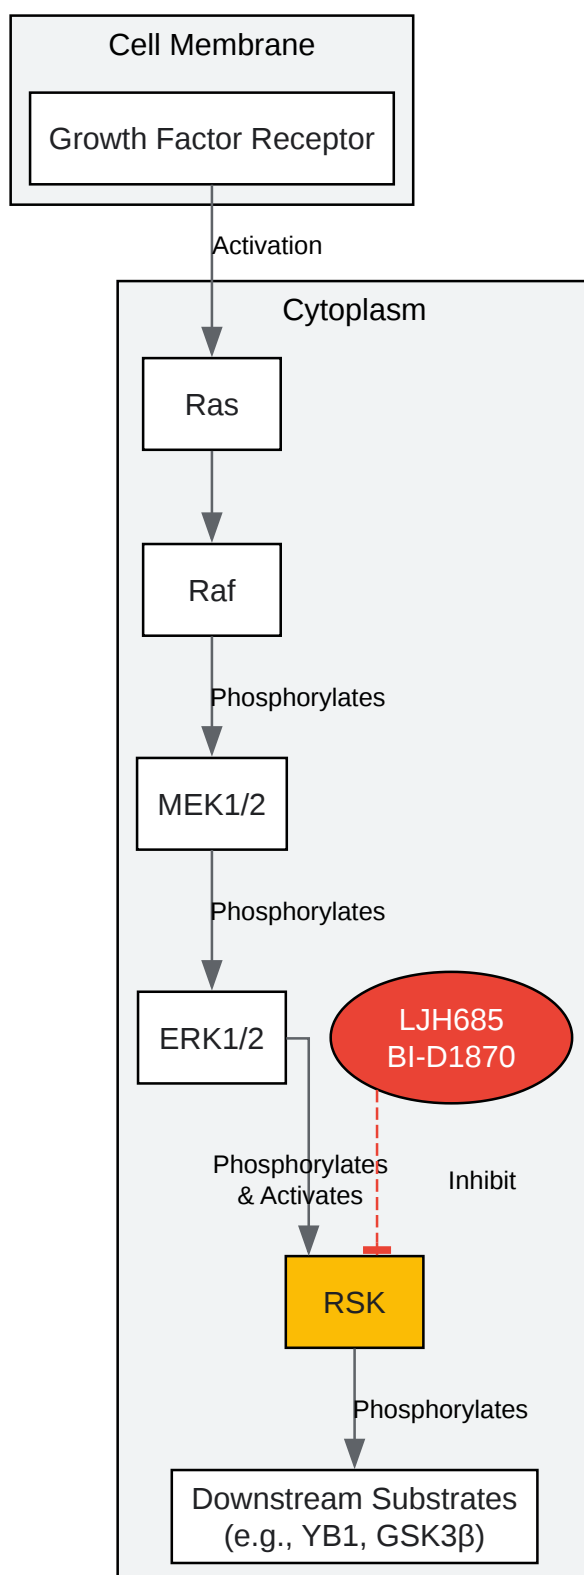 Cell Membrane
Growth Factor Receptor
Activation
Cytoplasm
Ras
Raf
Phosphorylates
MEK1/2
Phosphorylates
ERK1/2
LJH685
BI-D1870
Phosphorylates
& Activates
Inhibit
RSK
Phosphorylates
Downstream Substrates
(e.g., YB1, GSK3β)